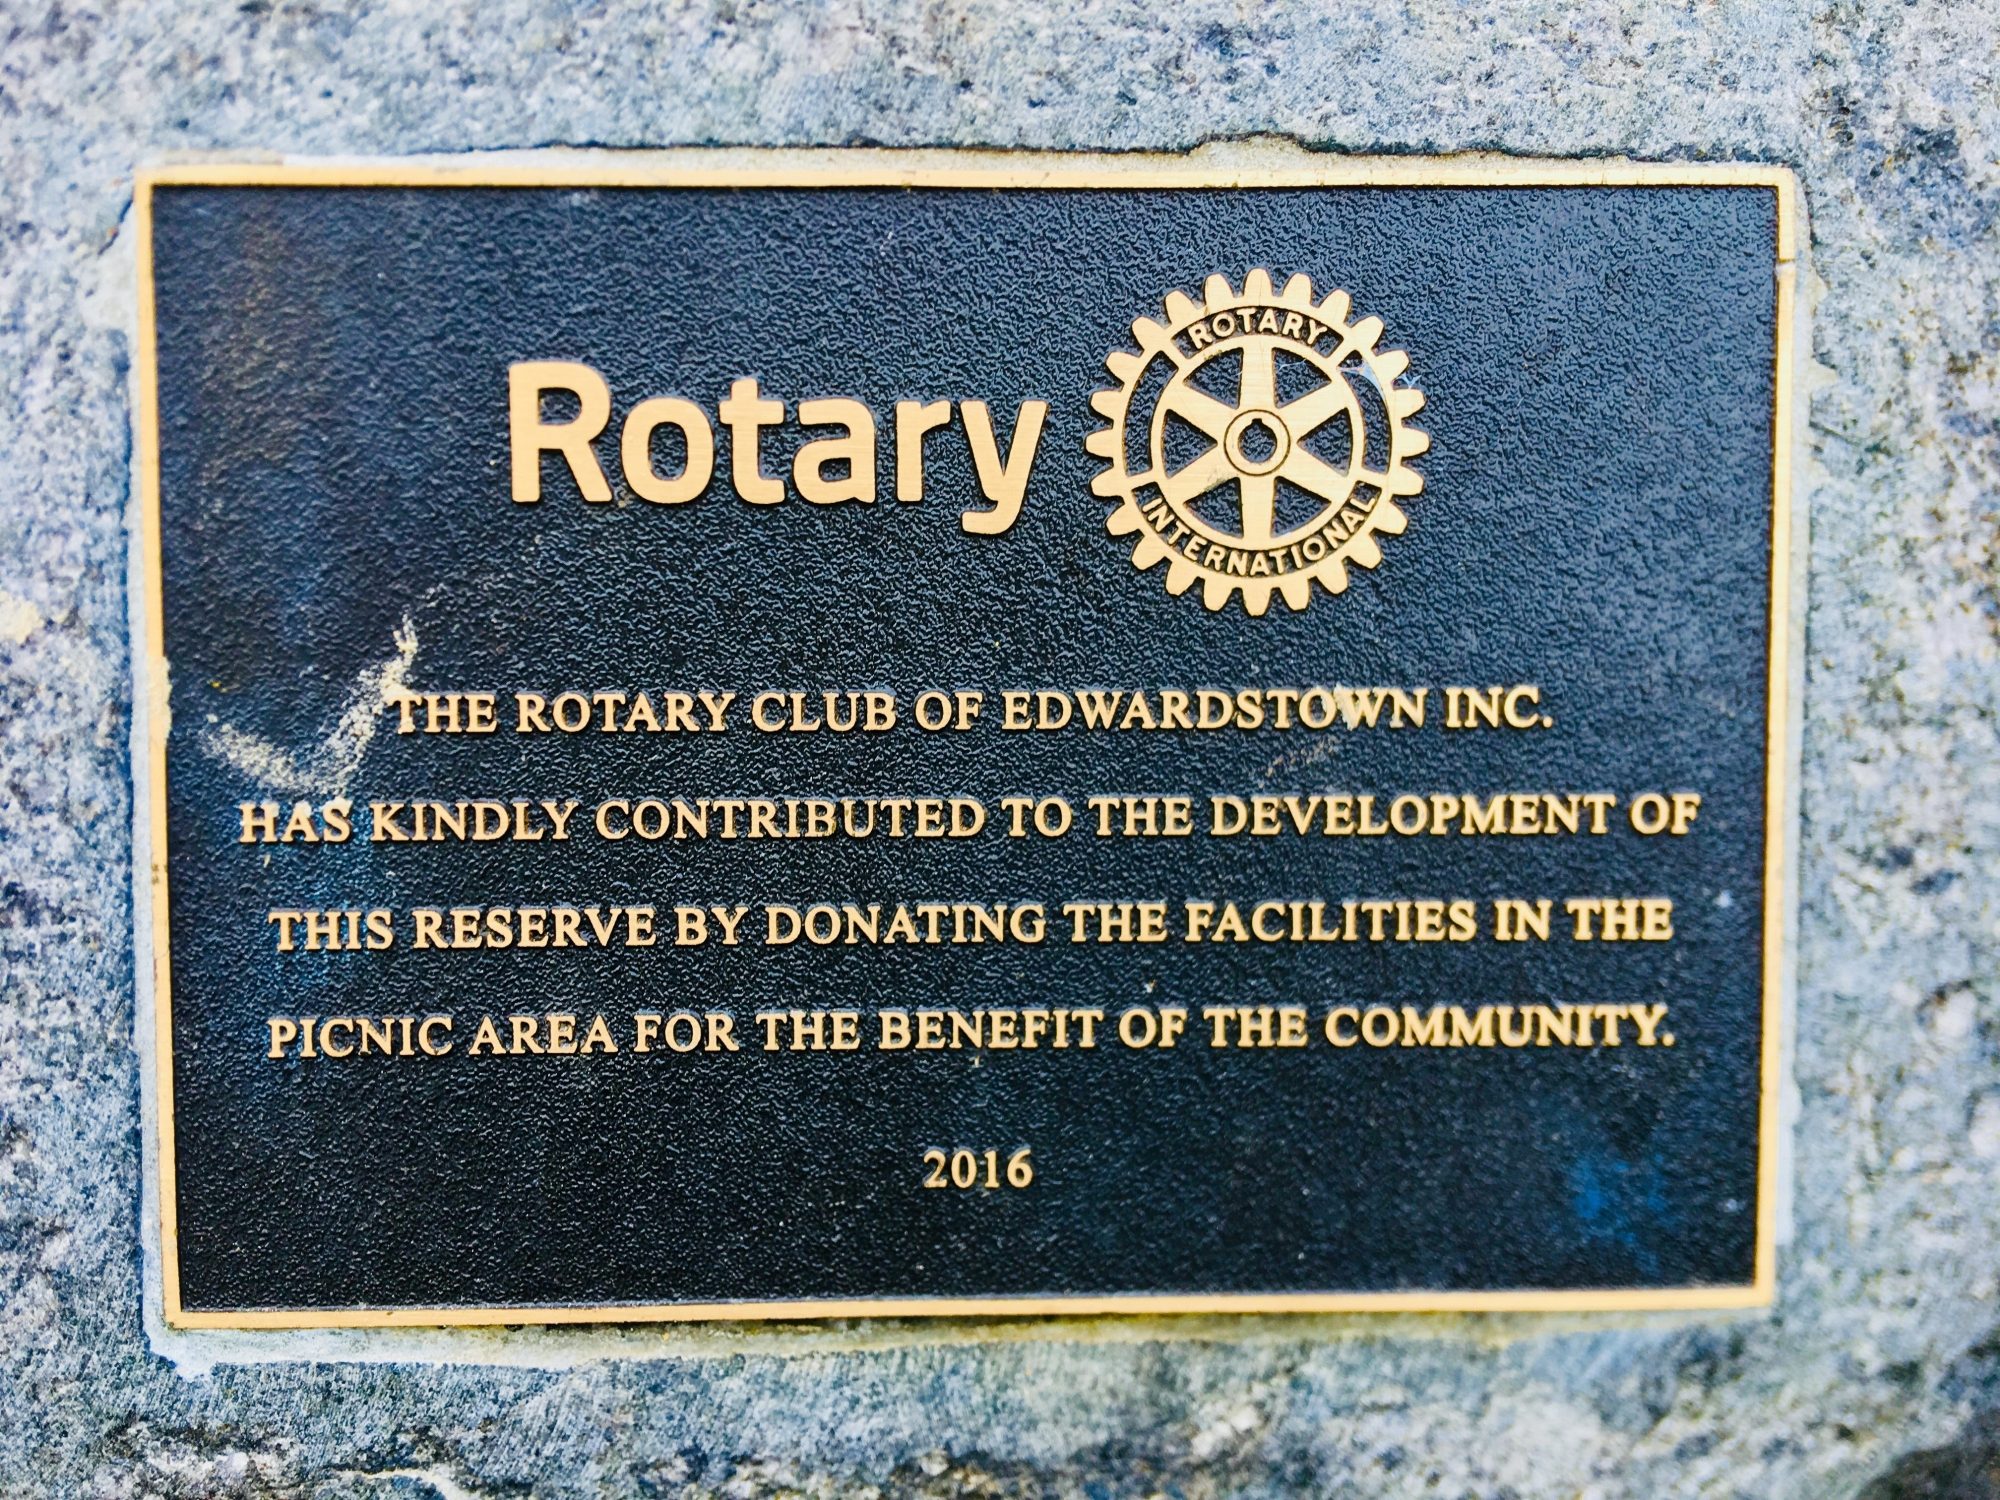 Rotary
ROTARY
INTERNATIONAL
THE ROTARY CLUB OF EDWARDSTOWN INC.
HAS KINDLY CONTRIBUTED TO THE DEVELOPMENT OF
THIS RESERVE BY DONATING THE FACILITIES IN THE
PICNIC AREA FOR THE BENEFIT OF THE COMMUNITY.
2016